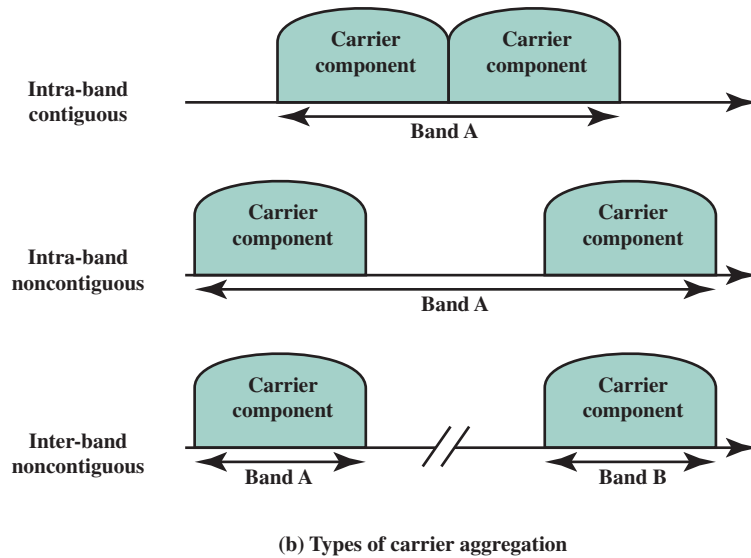 Carrier component
Carrier component
Intra-band contiguous
Band A
Carrier component
Carrier component
Intra-band noncontiguous
Band A
Carrier component
Carrier component
Inter-band noncontiguous
Band A
Band B
(b) Types of carrier aggregation